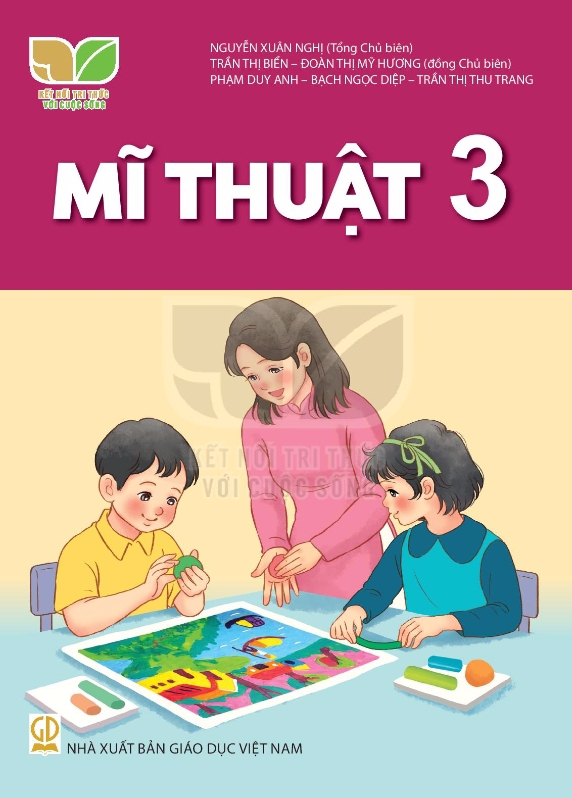 NGUYỄN XUÂN NGHỊ (Tổng Chủ biên)
TRẦN THỊ BIỂN – ĐOÀN THỊ MỸ HƯƠNG (đồng Chủ biên)
PHẠM DUY ANH – BẠCH NGỌC DIỆP – TRẦN THỊ THU TRANG
KẾT NỐI TRI THỨC
VỚI CUỘC SỐNG
MĨ THUẬT 3
KẾT NỐI TRI THỨC
VỚI CUỘC SỐNG
GD
NHÀ XUẤT BẢN GIÁO DỤC VIỆT NAM